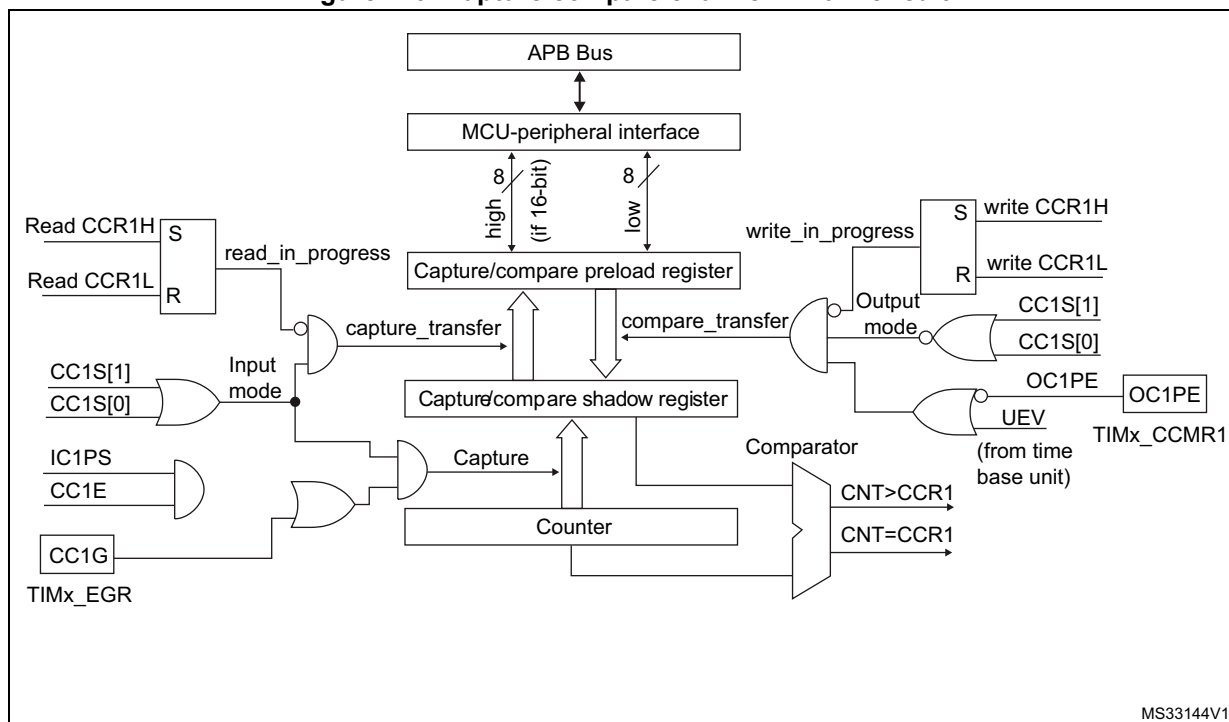 APB Bus
MCU-peripheral interface
8
high
(if 16-bit)
8
low
Read CCR1H
S
read_in_progress
Read CCR1L
R
write_in_progress
S
write CCR1H
R
write CCR1L
Capture/compare preload register
capture_transfer
compare_transfer
Output
mode
CC1S[1]
CC1S[0]
Input
mode
CC1S[1]
CC1S[0]
Capture/compare shadow register
OC1PE
OC1PE
UEV
TIMx_CCMR1
(from time
base unit)
IC1PS
CC1E
Capture
Comparator
CNT>CCR1
Counter
CNT=CCR1
CC1G
TIMx_EGR
MS33144V1